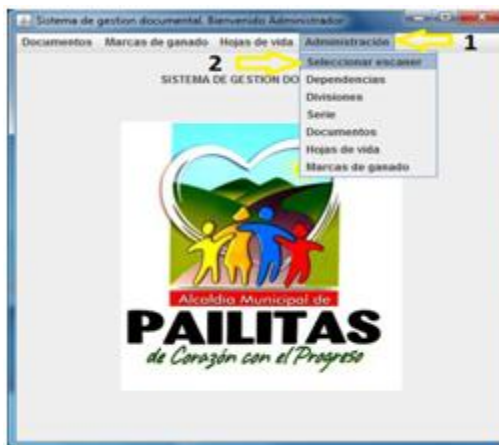 Sistema de gestion documental. Bienvenido Administrador
Documentos Marcas de ganado Hojas de vida Administración 1
2 Seleccionar escaner
SISTEMA DE GESTION DO
Dependencias
Divisiones
Serie
Documentos
Hojas de vida
Marcas de ganado
Alcaldia Municipal de
PAILITAS
de Corazón con el Progreso